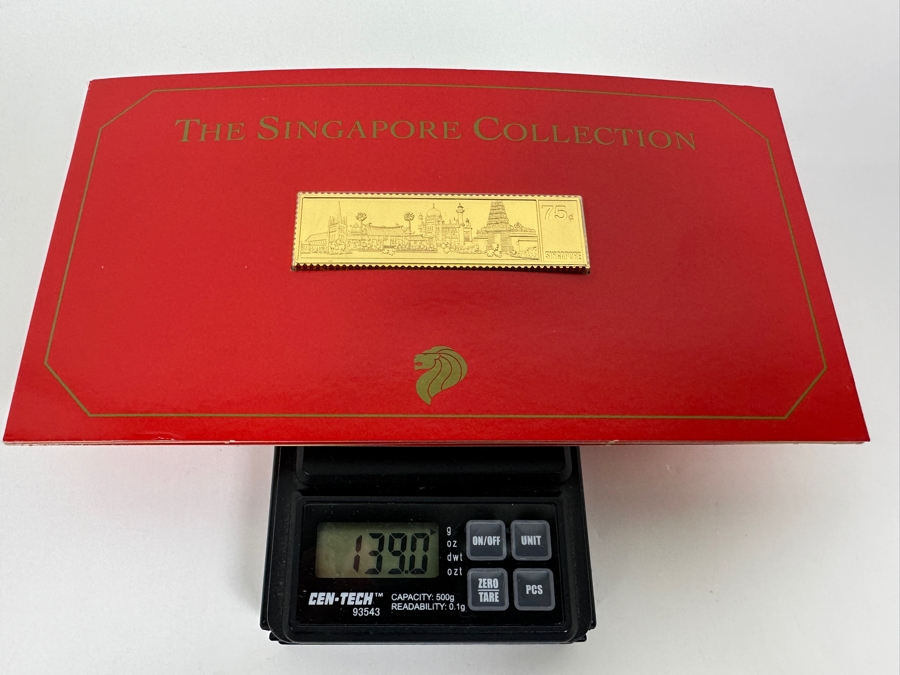 THE SINGAPORE COLLECTION
75c
SINGAPORE
139.0
g
oz
dwt
ozt
ON/OFF
UNIT
ZERO
TARE
PCS
CEN-TECH™
93543
CAPACITY: 500g
READABILITY: 0.1g